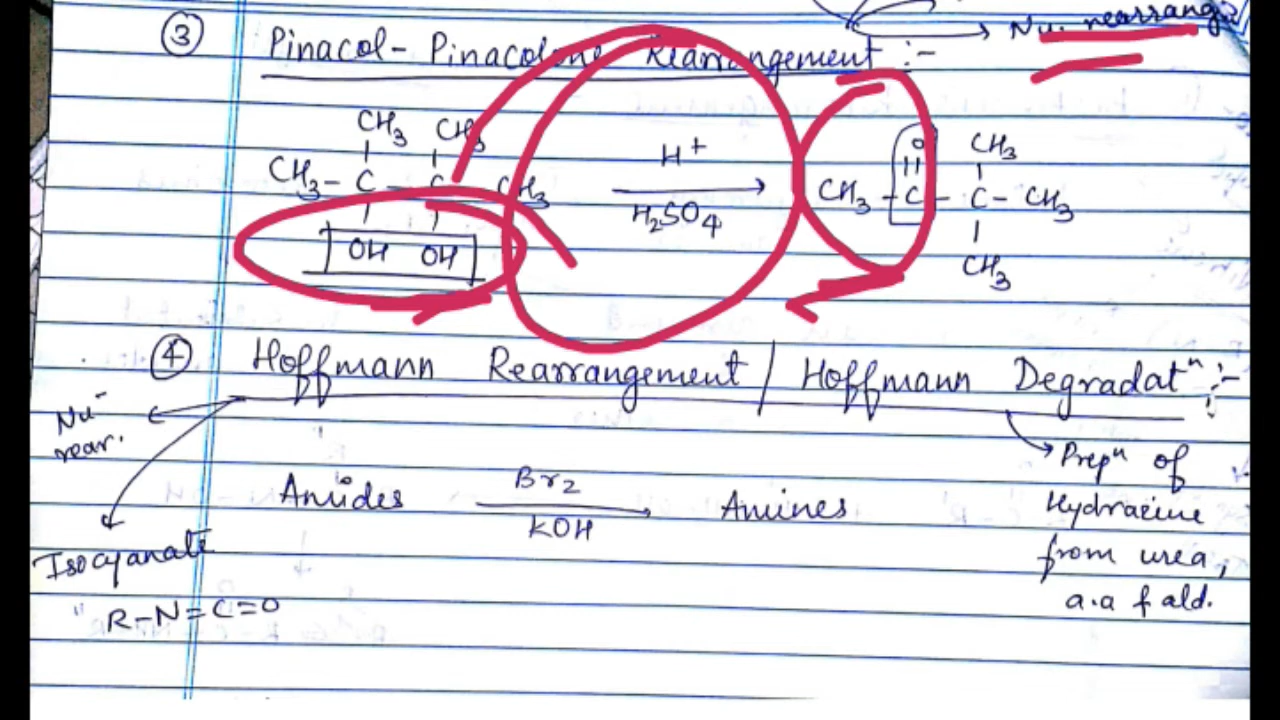 → Nu. rearrang.
③ Pinacol-Pinacolone Rearrangement :-
CH3 CH3
CH3 - C - C - CH3
OH OH
H+
H2SO4
O
CH3 - C - C - CH3
CH3
CH3
④ Hoffmann Rearrangement / Hoffmann Degradatn :-
Nu-
rear.
Isocyanate
R-N=C=O
Amides
Br2
KOH
Amines
Prepn of
Hydrazine
from urea,
a.a f ald.